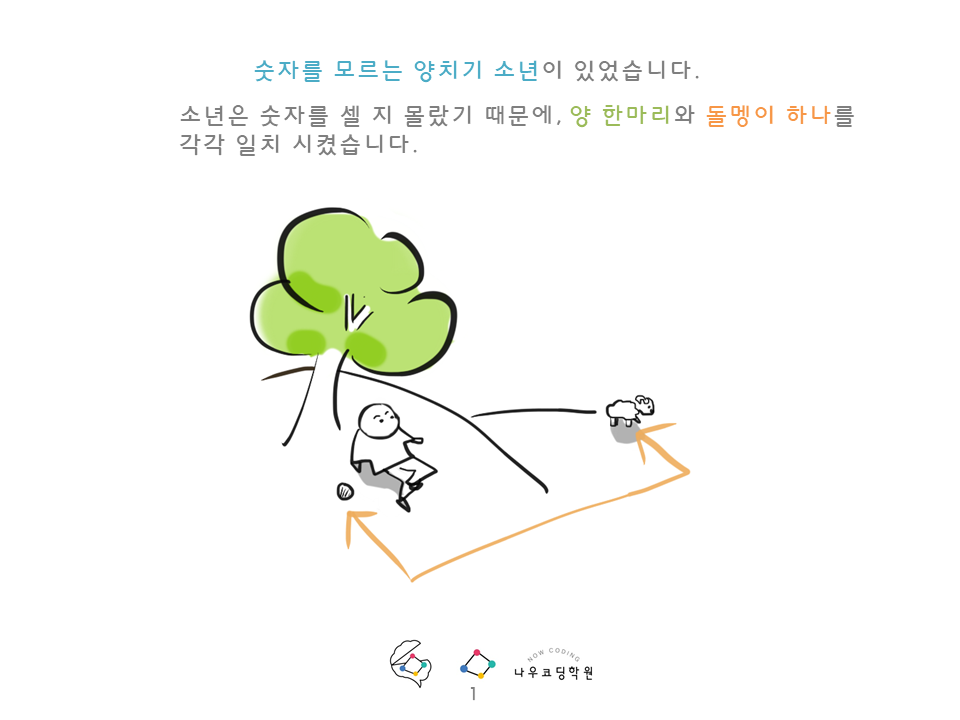 숫자를 모르는 양치기 소년이 있었습니다.
소년은 숫자를 셀 지 몰랐기 때문에, 양 한마리와 돌멩이 하나를
각각 일치 시켰습니다.
NOW CODING
나우코딩학원
1